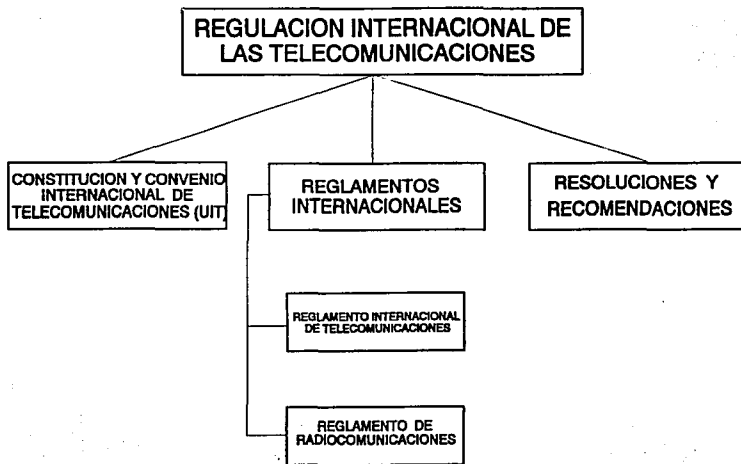 REGULACION INTERNACIONAL DE
LAS TELECOMUNICACIONES
CONSTITUCION Y CONVENIO
INTERNACIONAL DE
TELECOMUNICACIONES (UIT)
REGLAMENTOS
INTERNACIONALES
RESOLUCIONES Y
RECOMENDACIONES
REGLAMENTO INTERNACIONAL
DE TELECOMUNICACIONES
REGLAMENTO DE
RADIOCOMUNICACIONES